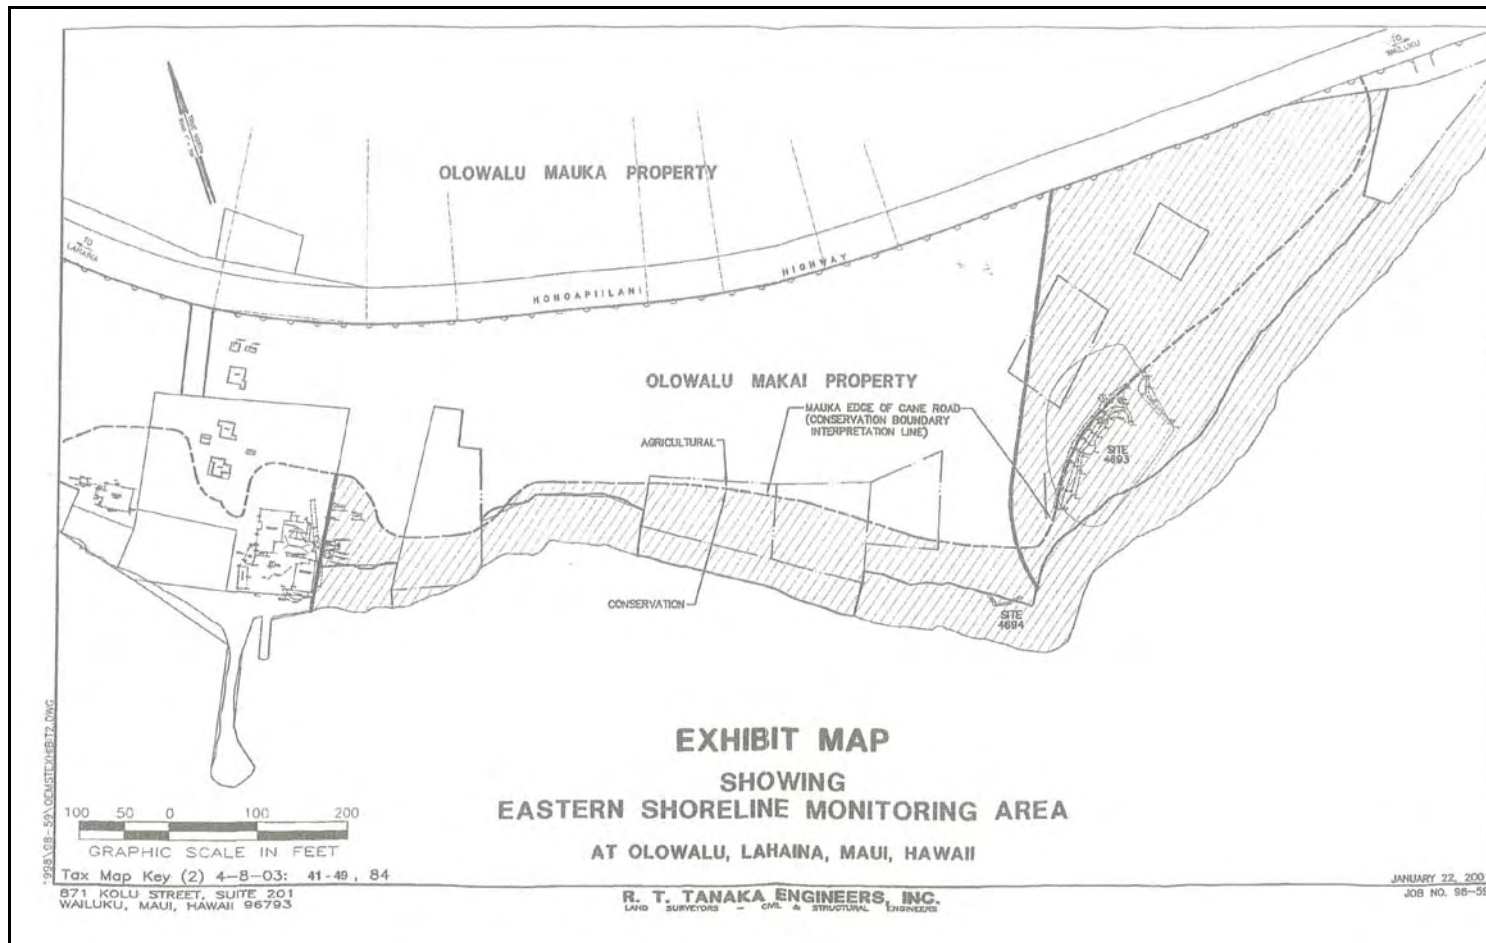 TO
WAILUKU
OLOWALU MAUKA PROPERTY
TO
LAHAINA
HONOAPIILANI HIGHWAY
OLOWALU MAKAI PROPERTY
MAUKA EDGE OF CANE ROAD
(CONSERVATION BOUNDARY
INTERPRETATION LINE)
AGRICULTURAL
SITE
4693
CONSERVATION
SITE
4694
EXHIBIT MAP
SHOWING
EASTERN SHORELINE MONITORING AREA
AT OLOWALU, LAHAINA, MAUI, HAWAII
100 50 0 100 200
GRAPHIC SCALE IN FEET
Tax Map Key (2) 4-8-03: 41-49, 84
871 KOLU STREET, SUITE 201
WAILUKU, MAUI, HAWAII 96793
R. T. TANAKA ENGINEERS, INC.
LAND SURVEYORS - CIVIL & STRUCTURAL ENGINEERS
JANUARY 22, 200
JOB NO. 98-59